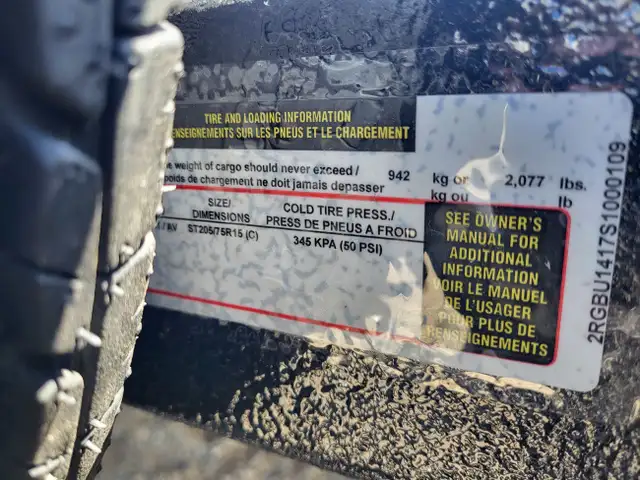 TIRE AND LOADING INFORMATION
RENSEIGNEMENTS SUR LES PNEUS ET LE CHARGEMENT
weight of cargo should never exceed / 942 kg or 2,077 lbs.
poids de chargement ne doit jamais depasser kg ou lb
SIZE/ COLD TIRE PRESS./
DIMENSIONS PRESS DE PNEUS A FROID
/ AV ST205/75R15 (C) 345 KPA (50 PSI)
SEE OWNER'S
MANUAL FOR
ADDITIONAL
INFORMATION
VOIR LE MANUEL
DE L'USAGER
POUR PLUS DE
RENSEIGNEMENTS
2RGBU1417S1000109